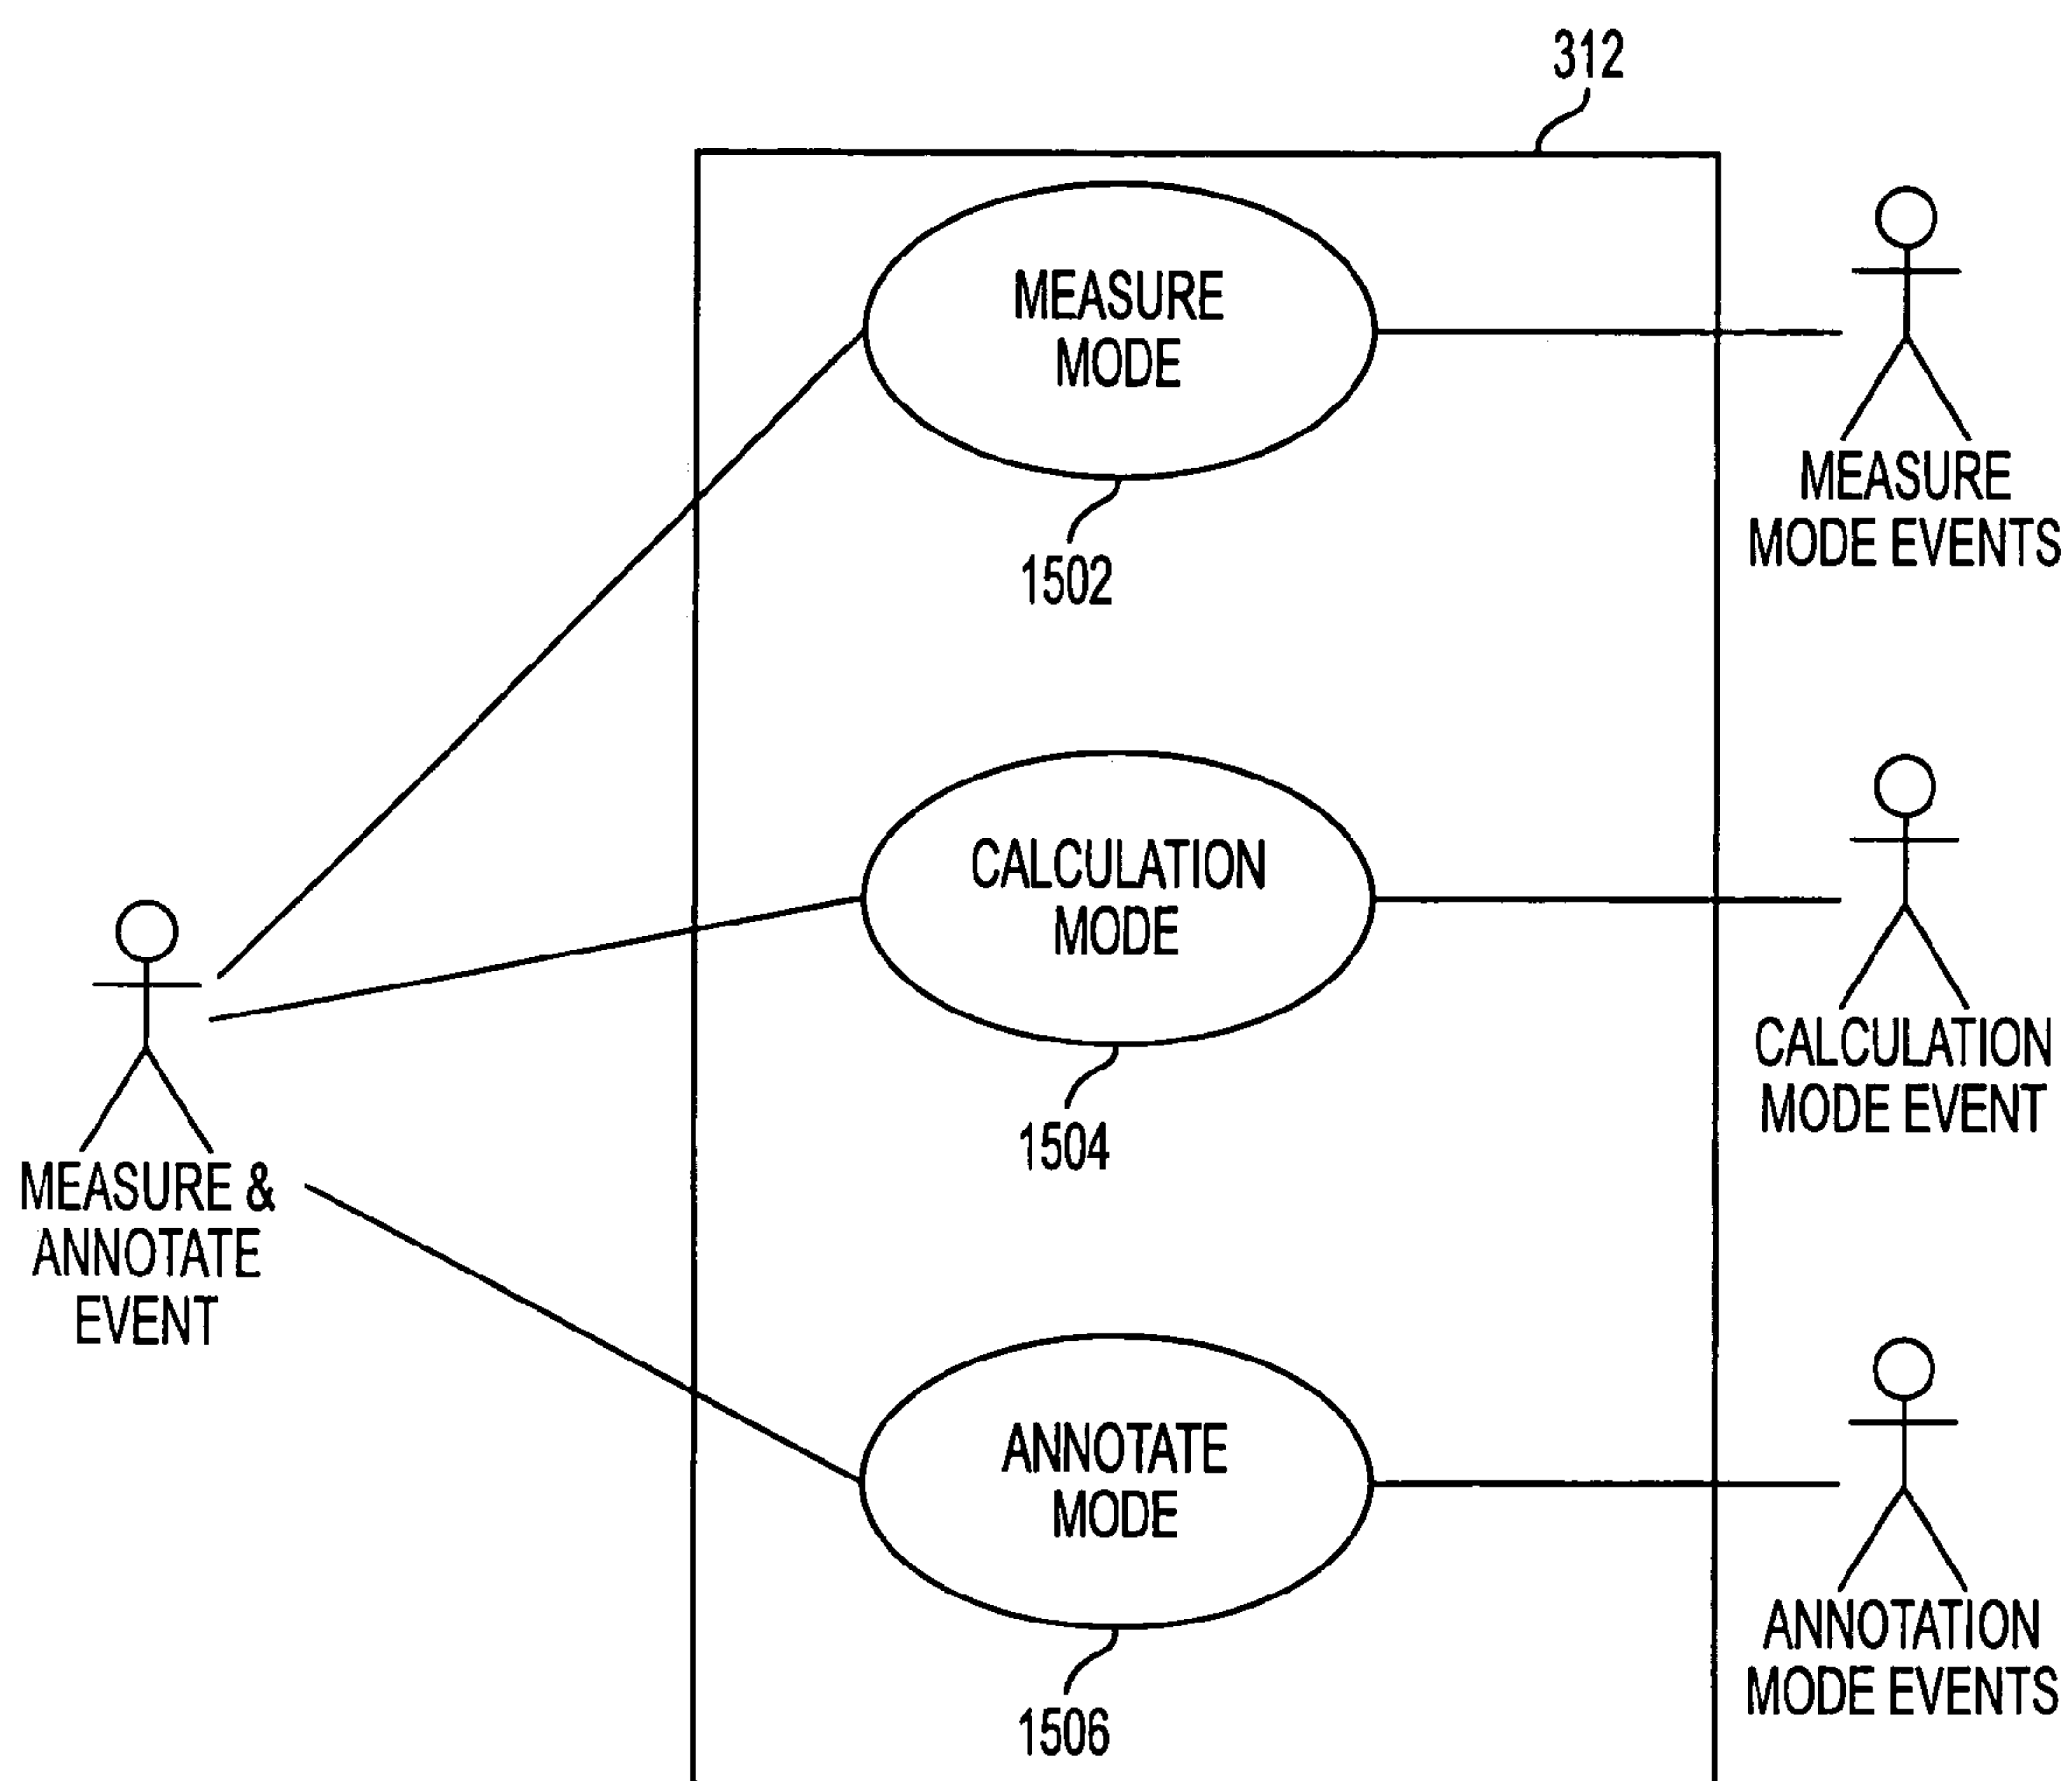 312
MEASURE
MODE
MEASURE
MODE EVENTS
1502
CALCULATION
MODE
CALCULATION
MODE EVENT
1504
MEASURE &
ANNOTATE
EVENT
ANNOTATE
MODE
ANNOTATION
MODE EVENTS
1506